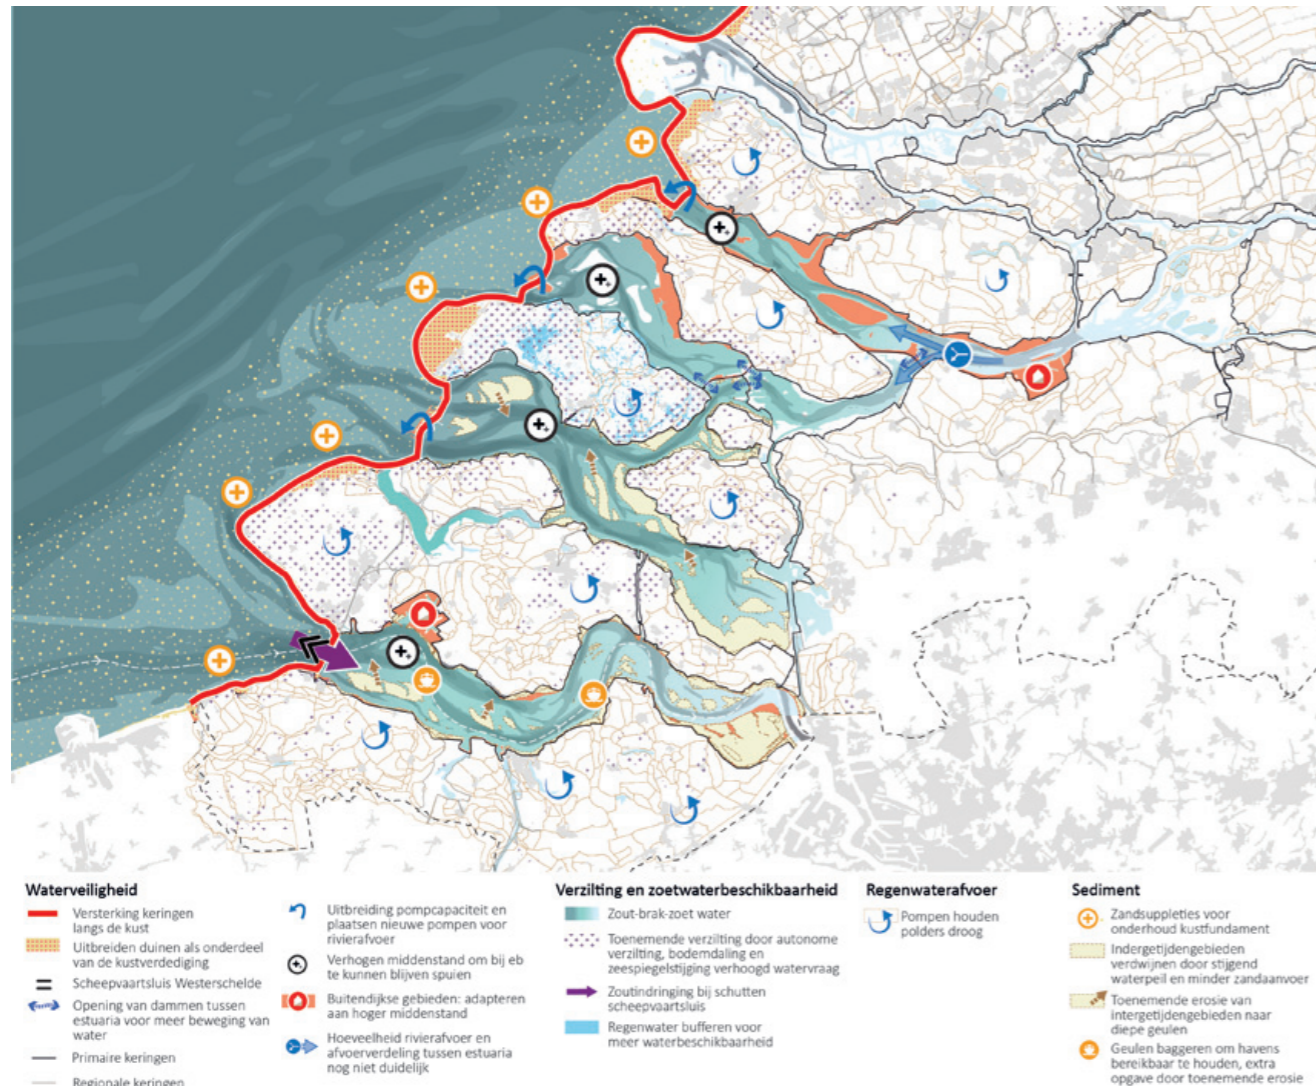 Waterveiligheid
Versterking keringen
langs de kust
Uitbreiden duinen als onderdeel
van de kustverdediging
Scheepvaartsluis Westerschelde
Opening van dammen tussen
estuaria voor meer beweging van
water
Primaire keringen
Regionale keringen
Uitbreiding pompcapaciteit en
plaatsen nieuwe pompen voor
rivierafvoer
Verhogen middenstand om bij eb
te kunnen blijven spuien
Buitendijkse gebieden: adapteren
aan hoger middenstand
Hoeveelheid rivierafvoer en
afvoerverdeling tussen estuaria
nog niet duidelijk
Verzilting en zoetwaterbeschikbaarheid
Zout-brak-zoet water
Toenemende verzilting door autonome
verzilting, bodemdaling en
zeespiegelstijging verhoogd watervraag
Zoutindringing bij schutten
scheepvaartsluis
Regenwater bufferen voor
meer waterbeschikbaarheid
Regenwaterafvoer
Pompen houden
polders droog
Sediment
Zandsuppleties voor
onderhoud kustfundament
Indergetijdengebieden
verdwijnen door stijgend
waterpeil en minder zandaanvoer
Toenemende erosie van
intergetijdengebieden naar
diepe geulen
Geulen baggeren om havens
bereikbaar te houden, extra
opgave door toenemende erosie